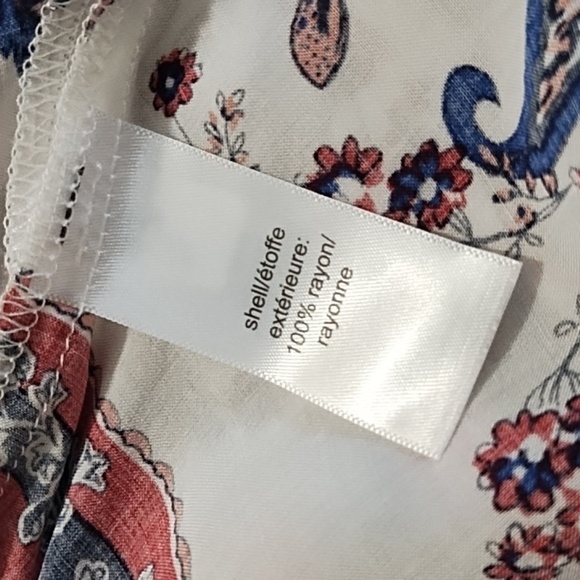 shell/étoffe
extérieure:
100% rayon/
rayonne